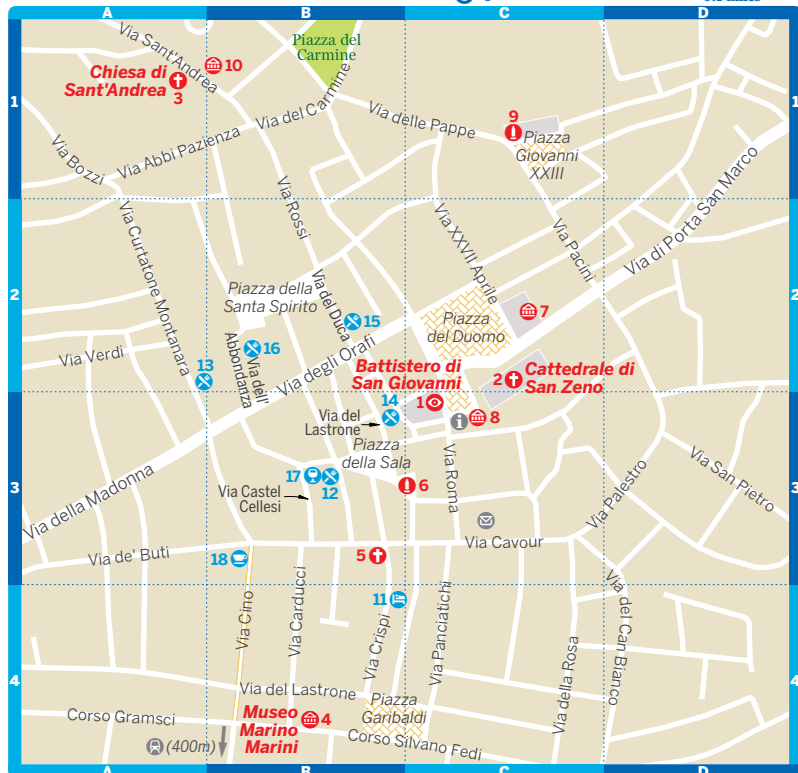 A
B
C
D
Via Sant'Andrea
10
Chiesa di
Sant'Andrea
3
Piazza del
Carmine
1
1
Via delle Pappe
9
Piazza
Giovanni
XXIII
Via del Carmine
Via Abbi Pazienza
Via Bozzi
Via Rossi
Via XXVII Aprile
Via Pacini
Via di Porta San Marco
Via Curtatone Montanara
2
2
Piazza della
Santa Spirito
Via del Duca
15
Piazza
del Duomo
7
Via Verdi
13
16
Via dell'
Abbondanza
Via degli Orafi
Battistero di
San Giovanni
2
Cattedrale di
San Zeno
1
14
Via del
Lastrone
8
Piazza
della Sala
Via Roma
3
3
Via della Madonna
17
12
Via Castel
Cellesi
6
Via Palestro
Via San Pietro
Via Cavour
Via de' Buti
18
5
11
Via Cino
Via Carducci
Via Crispi
Via Panciatichi
Via della Rosa
Via del Can Bianco
4
4
Via del Lastrone
Piazza
Garibaldi
Corso Gramsci
Museo
Marino
Marini
4
Corso Silvano Fedi
(400m)
A
B
C
D